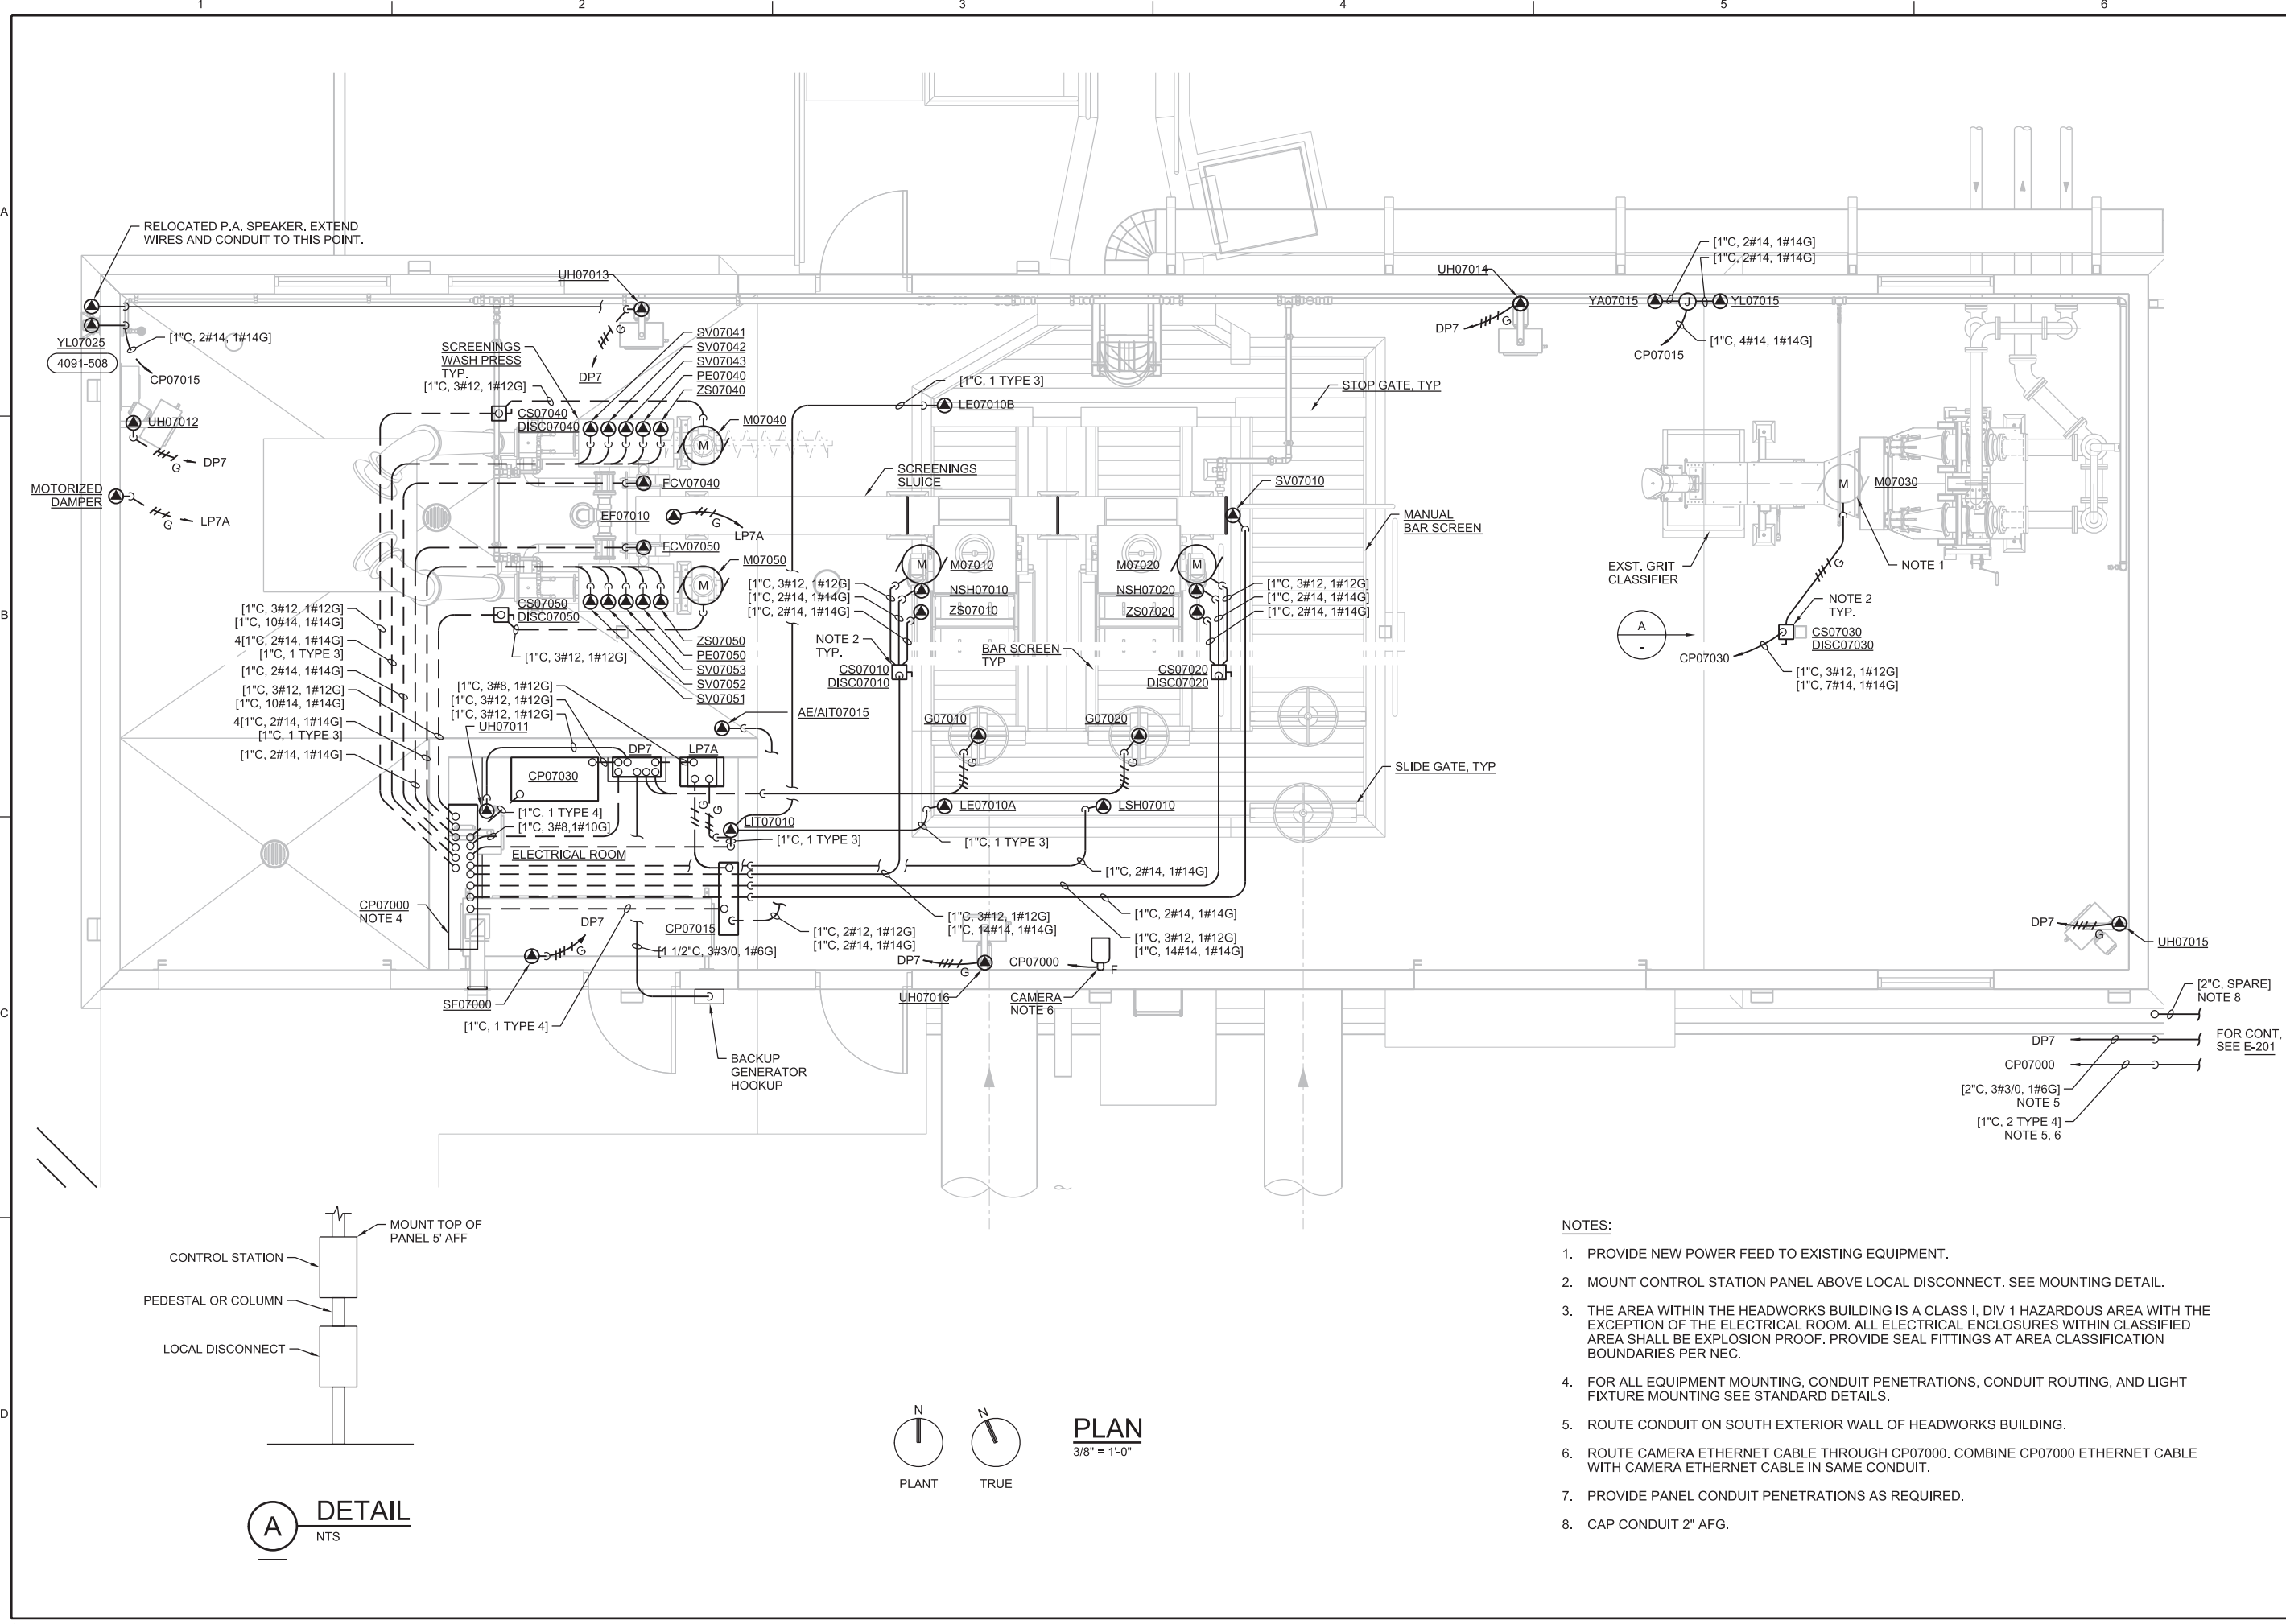 1
2
3
4
5
6
A
B
C
D
RELOCATED P.A. SPEAKER. EXTEND
WIRES AND CONDUIT TO THIS POINT.
YL07025
4091-508
[1"C, 2#14, 1#14G]
CP07015
UH07012
G
DP7
MOTORIZED
DAMPER
G
LP7A
UH07013
G
DP7
SCREENINGS
WASH PRESS
TYP.
[1"C, 3#12, 1#12G]
CS07040
DISC07040
SV07041
SV07042
SV07043
PE07040
ZS07040
M07040
M
FCV07040
EF07010
G
LP7A
FCV07050
M07050
M
CS07050
DISC07050
[1"C, 3#12, 1#12G]
ZS07050
PE07050
SV07053
SV07052
SV07051
[1"C, 3#12, 1#12G]
[1"C, 10#14, 1#14G]
4[1"C, 2#14, 1#14G]
[1"C, 1 TYPE 3]
[1"C, 2#14, 1#14G]
[1"C, 3#12, 1#12G]
[1"C, 10#14, 1#14G]
4[1"C, 2#14, 1#14G]
[1"C, 1 TYPE 3]
[1"C, 2#14, 1#14G]
[1"C, 3#8, 1#12G]
[1"C, 3#12, 1#12G]
[1"C, 3#12, 1#12G]
UH07011
DP7
LP7A
CP07030
AE/AIT07015
[1"C, 1 TYPE 4]
[1"C, 3#8,1#10G]
G
G
LIT07010
[1"C, 1 TYPE 3]
ELECTRICAL ROOM
CP07000
NOTE 4
DP7
G
SF07000
[1"C, 1 TYPE 4]
CP07015
[1 1/2"C, 3#3/0, 1#6G]
BACKUP
GENERATOR
HOOKUP
[1"C, 2#12, 1#12G]
[1"C, 2#14, 1#14G]
[1"C, 1 TYPE 3]
LE07010B
SCREENINGS
SLUICE
STOP GATE, TYP
SV07010
MANUAL
BAR SCREEN
M
M07010
M07020
M
[1"C, 3#12, 1#12G]
[1"C, 2#14, 1#14G]
[1"C, 2#14, 1#14G]
NSH07010
ZS07010
NSH07020
ZS07020
[1"C, 3#12, 1#12G]
[1"C, 2#14, 1#14G]
[1"C, 2#14, 1#14G]
NOTE 2
TYP.
CS07010
DISC07010
BAR SCREEN
TYP
CS07020
DISC07020
G07010
G
G07020
G
SLIDE GATE, TYP
LE07010A
LSH07010
[1"C, 1 TYPE 3]
[1"C, 2#14, 1#14G]
[1"C, 3#12, 1#12G]
[1"C, 14#14, 1#14G]
[1"C, 2#14, 1#14G]
[1"C, 3#12, 1#12G]
[1"C, 14#14, 1#14G]
DP7
G
UH07016
CP07000
F
CAMERA
NOTE 6
UH07014
DP7
G
[1"C, 2#14, 1#14G]
[1"C, 2#14, 1#14G]
YA07015
J
YL07015
[1"C, 4#14, 1#14G]
CP07015
M
M07030
NOTE 1
EXST. GRIT
CLASSIFIER
G
NOTE 2
TYP.
A
-
CS07030
DISC07030
CP07030
[1"C, 3#12, 1#12G]
[1"C, 7#14, 1#14G]
DP7
G
UH07015
[2"C, SPARE]
NOTE 8
FOR CONT,
SEE E-201
DP7
CP07000
[2"C, 3#3/0, 1#6G]
NOTE 5
[1"C, 2 TYPE 4]
NOTE 5, 6
MOUNT TOP OF
PANEL 5' AFF
CONTROL STATION
PEDESTAL OR COLUMN
LOCAL DISCONNECT
A
DETAIL
NTS
N
PLANT
N
TRUE
PLAN
3/8" = 1'-0"
NOTES:
1. PROVIDE NEW POWER FEED TO EXISTING EQUIPMENT.
2. MOUNT CONTROL STATION PANEL ABOVE LOCAL DISCONNECT. SEE MOUNTING DETAIL.
3. THE AREA WITHIN THE HEADWORKS BUILDING IS A CLASS I, DIV 1 HAZARDOUS AREA WITH THE
EXCEPTION OF THE ELECTRICAL ROOM. ALL ELECTRICAL ENCLOSURES WITHIN CLASSIFIED
AREA SHALL BE EXPLOSION PROOF. PROVIDE SEAL FITTINGS AT AREA CLASSIFICATION
BOUNDARIES PER NEC.
4. FOR ALL EQUIPMENT MOUNTING, CONDUIT PENETRATIONS, CONDUIT ROUTING, AND LIGHT
FIXTURE MOUNTING SEE STANDARD DETAILS.
5. ROUTE CONDUIT ON SOUTH EXTERIOR WALL OF HEADWORKS BUILDING.
6. ROUTE CAMERA ETHERNET CABLE THROUGH CP07000. COMBINE CP07000 ETHERNET CABLE
WITH CAMERA ETHERNET CABLE IN SAME CONDUIT.
7. PROVIDE PANEL CONDUIT PENETRATIONS AS REQUIRED.
8. CAP CONDUIT 2" AFG.